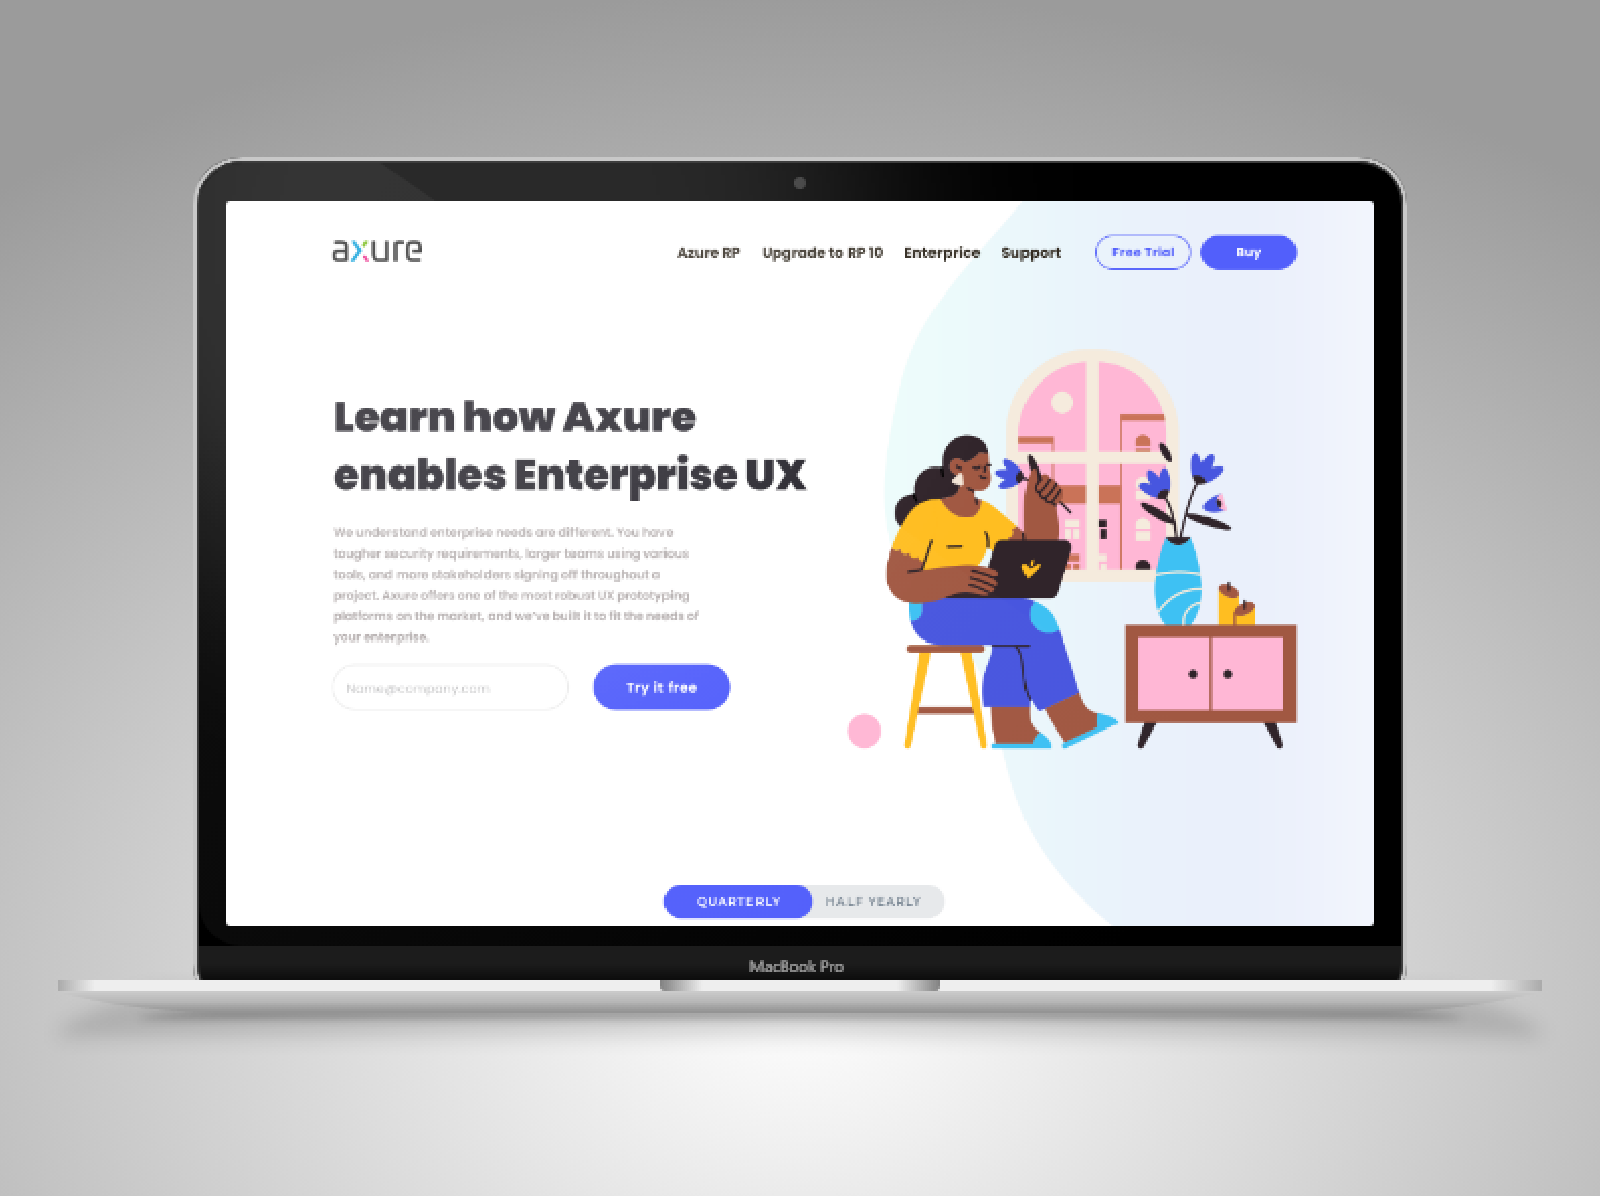 axure
Azure RP Upgrade to RP 10 Enterprice Support Free Trial Buy
Learn how Axure
enables Enterprise UX
We understand enterprise needs are different. You have
tougher security requirements, larger teams using various
tools, and more stakeholders signing off throughout a
project. Axure offers one of the most robust UX prototyping
platforms on the market, and we've built it to fit the needs of
your enterprise.
Name@company.com Try it free
QUARTERLY HALF YEARLY
MacBook Pro